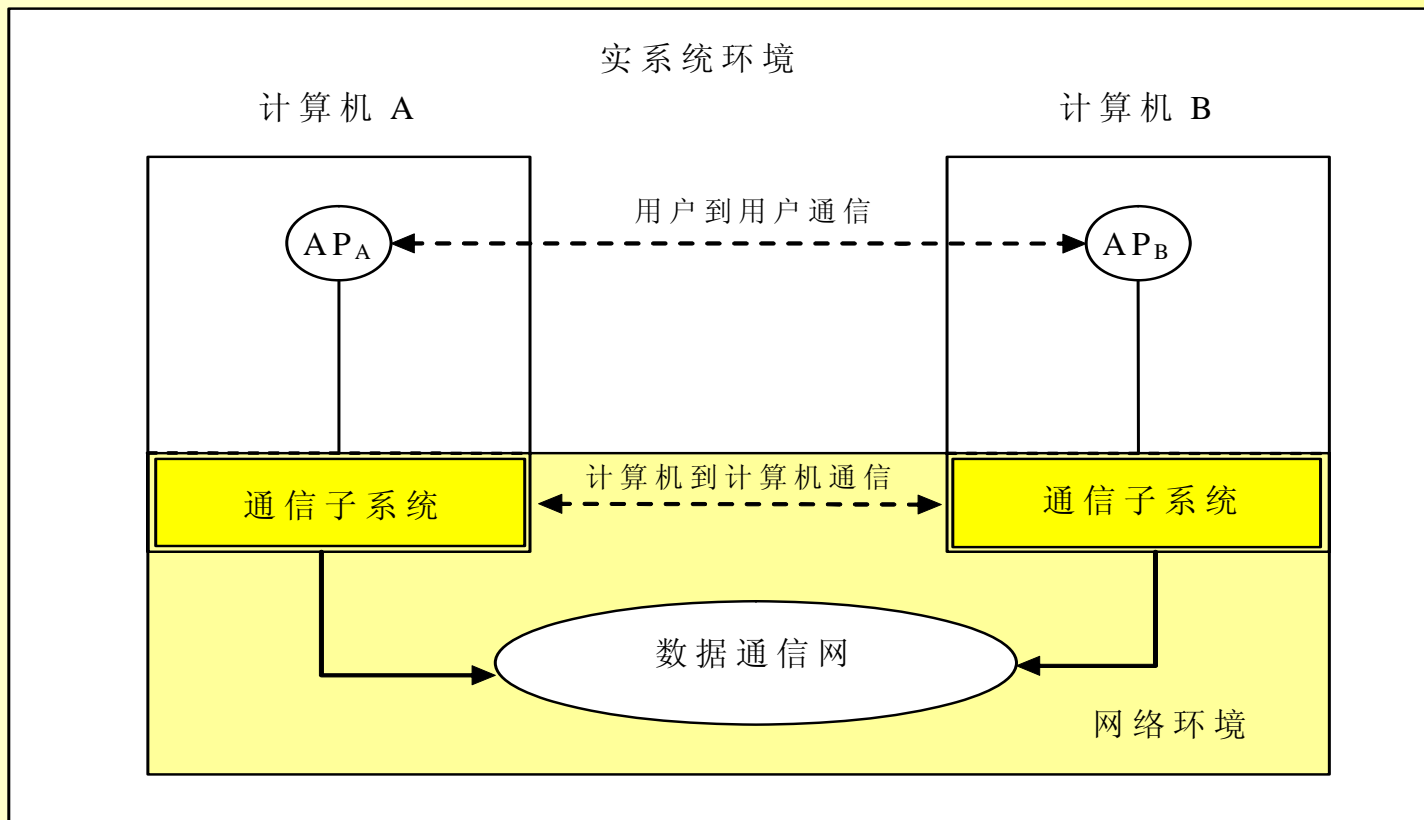 实系统环境
计算机 A
计算机 B
用户到用户通信
APA
APB
计算机到计算机通信
通信子系统
通信子系统
数据通信网
网络环境